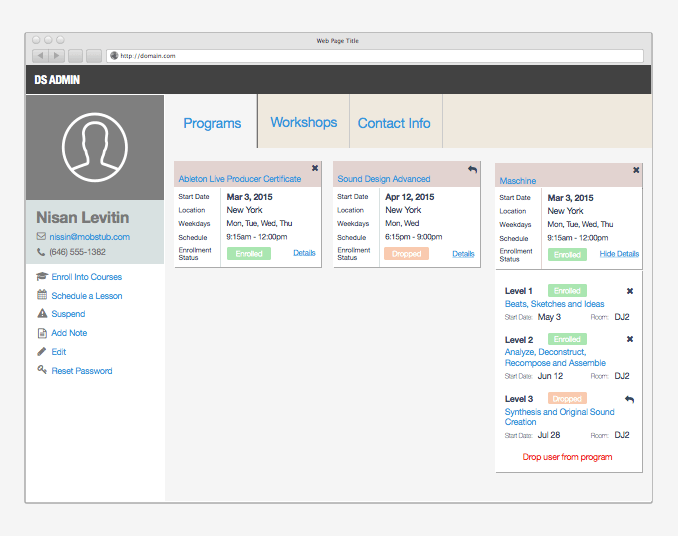 Web Page Title
http://domain.com
DS ADMIN
Nisan Levitin
nissin@mobstub.com
(646) 555-1382
Enroll Into Courses
Schedule a Lesson
Suspend
Add Note
Edit
Reset Password
Programs
Workshops
Contact Info
Ableton Live Producer Certificate
Start Date Mar 3, 2015
Location New York
Weekdays Mon, Tue, Wed, Thu
Schedule 9:15am - 12:00pm
Enrollment Status Enrolled Details
Sound Design Advanced
Start Date Apr 12, 2015
Location New York
Weekdays Mon, Tue, Wed
Schedule 6:15pm - 9:00pm
Enrollment Status Dropped Details
Maschine
Start Date Mar 3, 2015
Location New York
Weekdays Mon, Tue, Wed, Thu
Schedule 9:15am - 12:00pm
Enrollment Status Enrolled Hide Details
Level 1 Enrolled
Beats, Sketches and Ideas
Start Date: May 3 Room: DJ2
Level 2 Enrolled
Analyze, Deconstruct,
Recompose and Assemble
Start Date: Jun 12 Room: DJ2
Level 3 Dropped
Synthesis and Original Sound
Creation
Start Date: Jul 28 Room: DJ2
Drop user from program